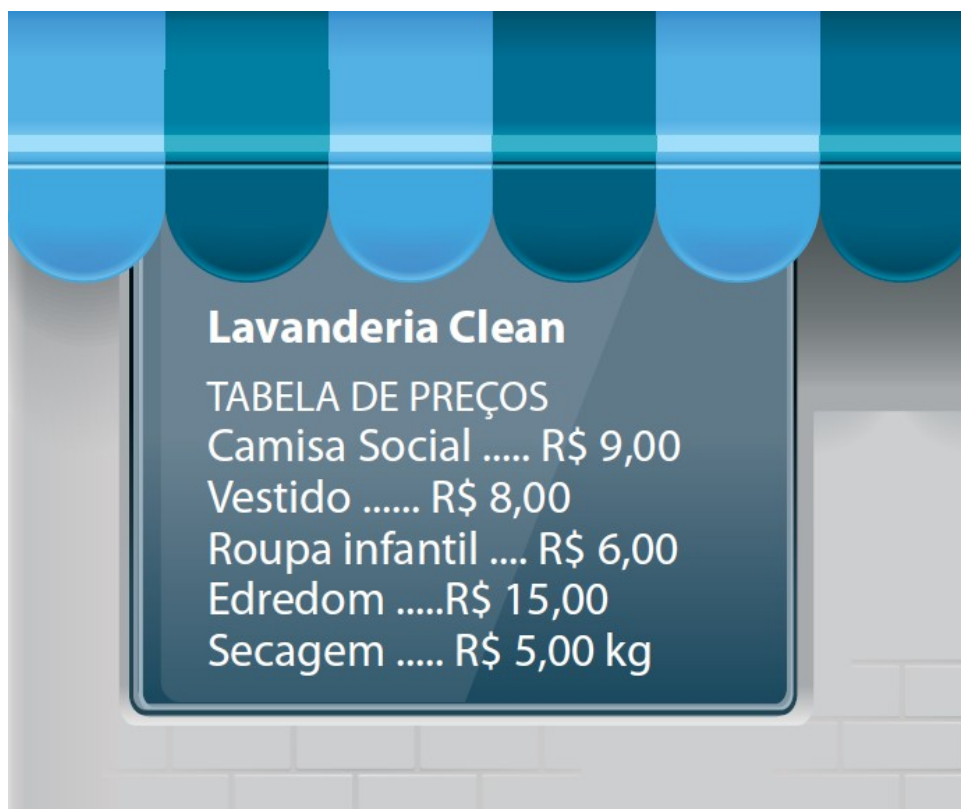 Lavanderia Clean
TABELA DE PREÇOS
Camisa Social ..... R$ 9,00
Vestido ...... R$ 8,00
Roupa infantil .... R$ 6,00
Edredom .....R$ 15,00
Secagem ..... R$ 5,00 kg